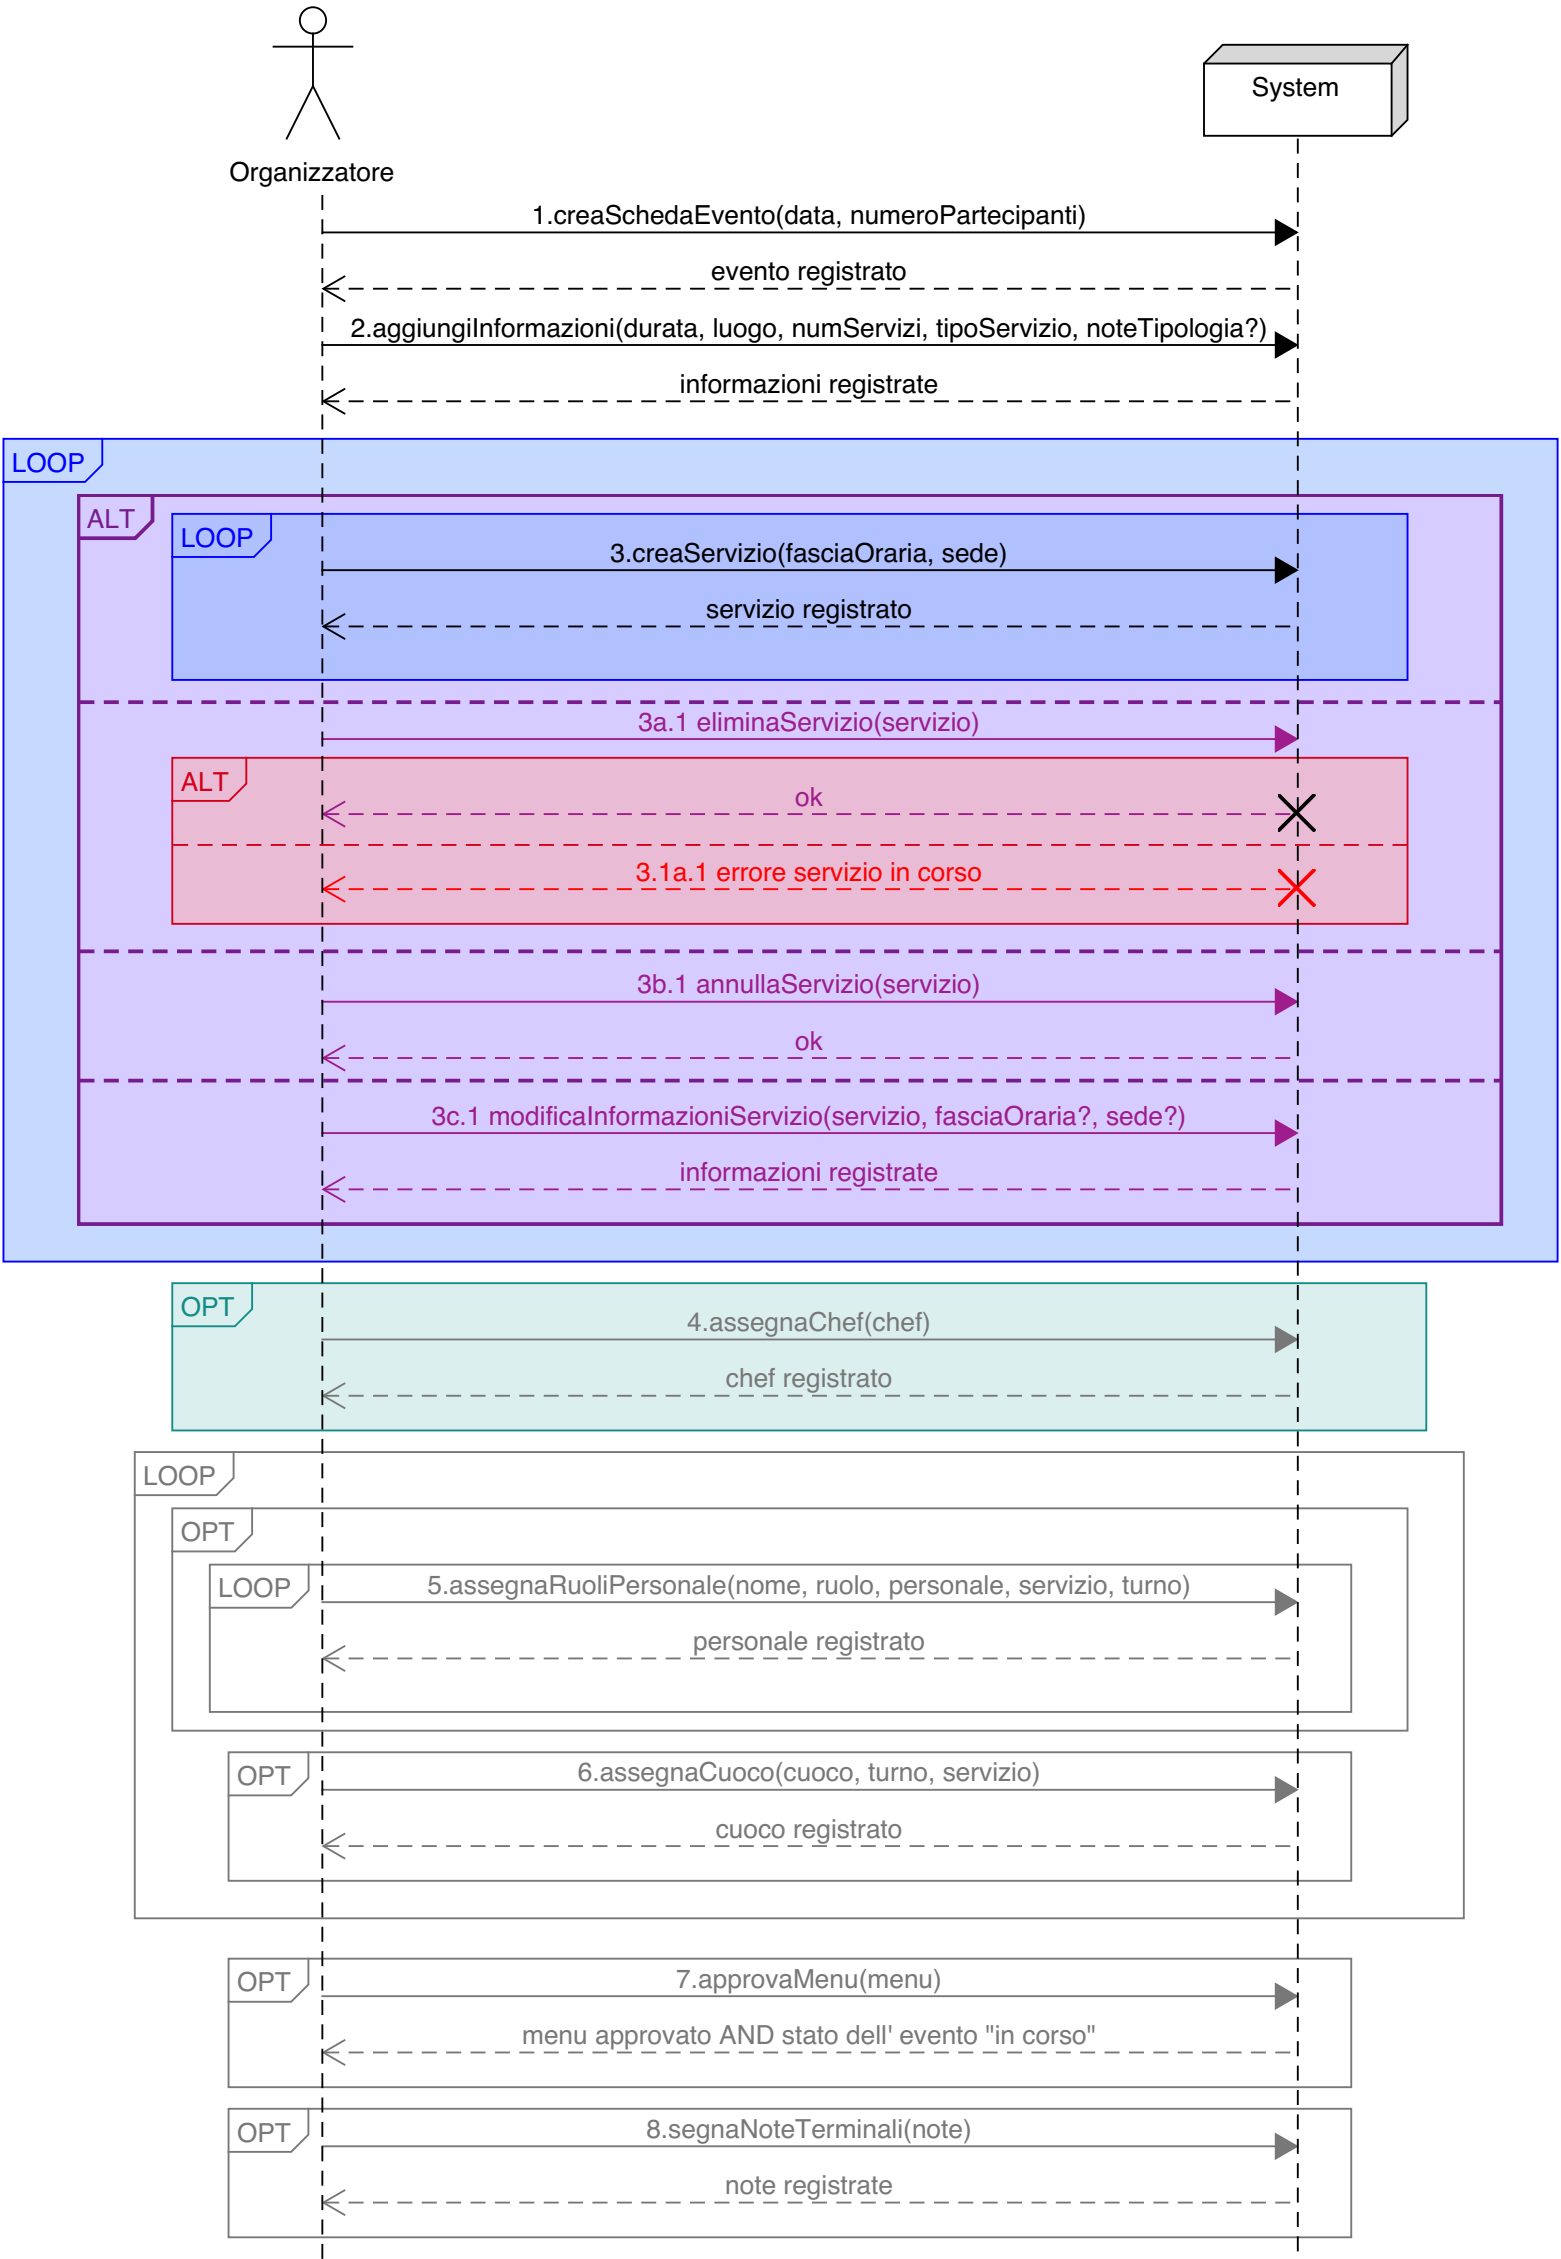 System
Organizzatore
1.creaSchedaEvento(data, numeroPartecipanti)
evento registrato
2.aggiungiInformazioni(durata, luogo, numServizi, tipoServizio, noteTipologia?)
informazioni registrate
LOOP
ALT
LOOP
3.creaServizio(fasciaOraria, sede)
servizio registrato
3a.1 eliminaServizio(servizio)
ALT
ok
3.1a.1 errore servizio in corso
3b.1 annullaServizio(servizio)
ok
3c.1 modificaInformazioniServizio(servizio, fasciaOraria?, sede?)
informazioni registrate
OPT
4.assegnaChef(chef)
chef registrato
LOOP
OPT
LOOP
5.assegnaRuoliPersonale(nome, ruolo, personale, servizio, turno)
personale registrato
OPT
6.assegnaCuoco(cuoco, turno, servizio)
cuoco registrato
OPT
7.approvaMenu(menu)
menu approvato AND stato dell' evento "in corso"
OPT
8.segnaNoteTerminali(note)
note registrate